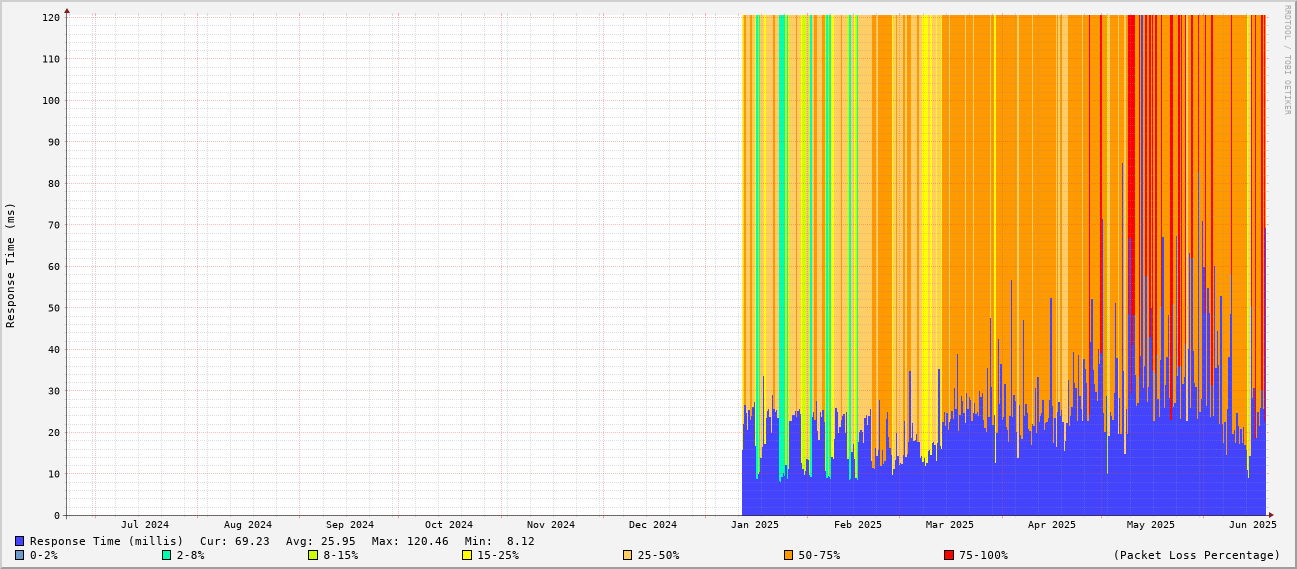 RRDTOOL / TOBI OETIKER
Response Time (ms)
120
110
100
90
80
70
60
50
40
30
20
10
0
Jul 2024 Aug 2024 Sep 2024 Oct 2024 Nov 2024 Dec 2024 Jan 2025 Feb 2025 Mar 2025 Apr 2025 May 2025 Jun 2025
Response Time (millis) Cur: 69.23 Avg: 25.95 Max: 120.46 Min: 8.12
0-2% 2-8% 8-15% 15-25% 25-50% 50-75% 75-100% (Packet Loss Percentage)